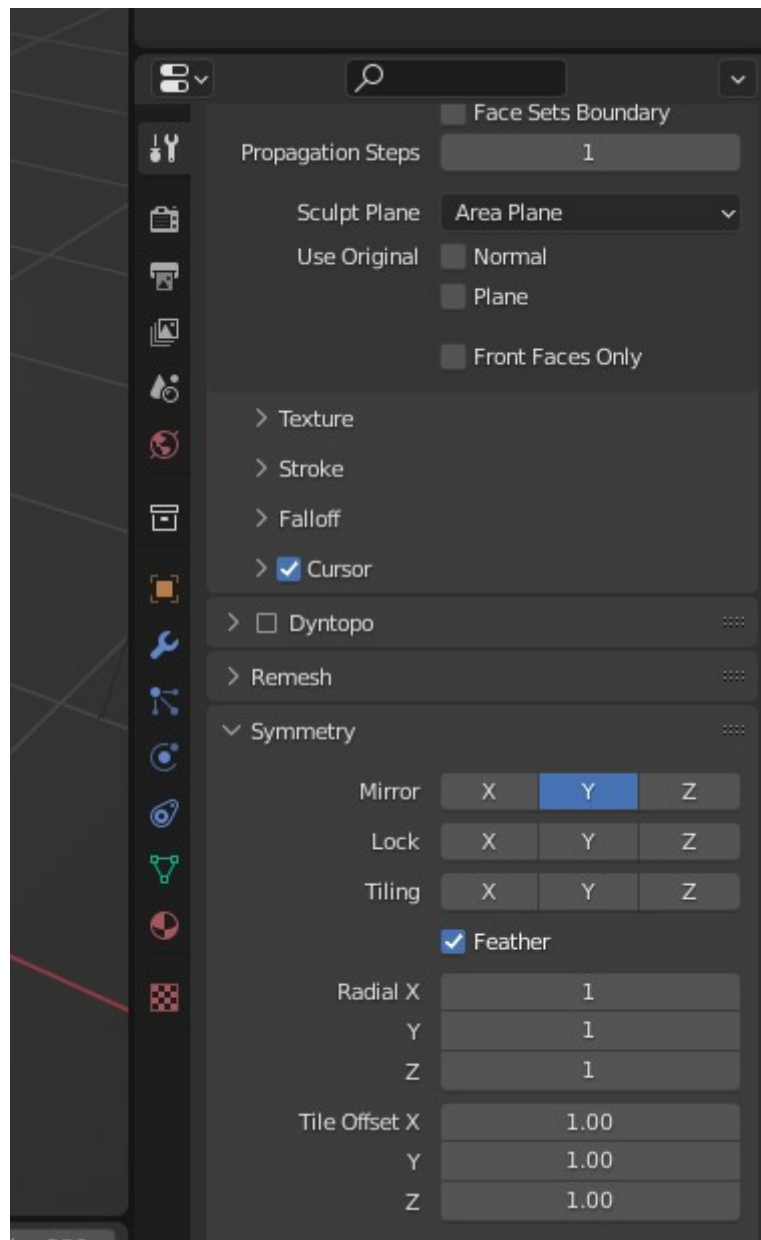 Face Sets Boundary
Propagation Steps 1
Sculpt Plane Area Plane
Use Original Normal
Plane
Front Faces Only
Texture
Stroke
Falloff
Cursor
Dyntopo
Remesh
Symmetry
Mirror X Y Z
Lock X Y Z
Tiling X Y Z
Feather
Radial X 1
Y 1
Z 1
Tile Offset X 1.00
Y 1.00
Z 1.00